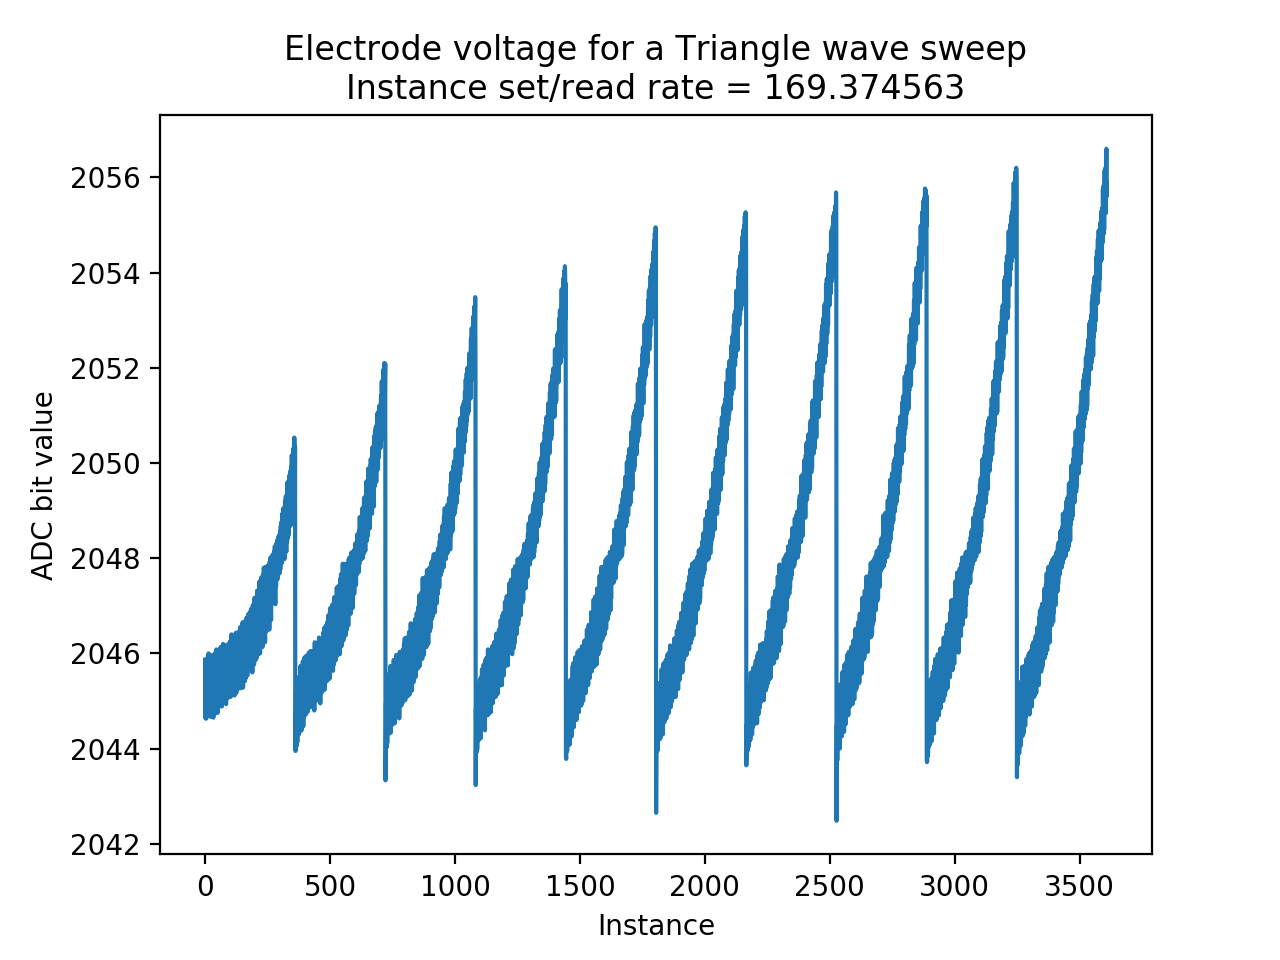 Electrode voltage for a Triangle wave sweep
Instance set/read rate = 169.374563
2056
2054
2052
2050
2048
2046
2044
2042
ADC bit value
0 500 1000 1500 2000 2500 3000 3500
Instance